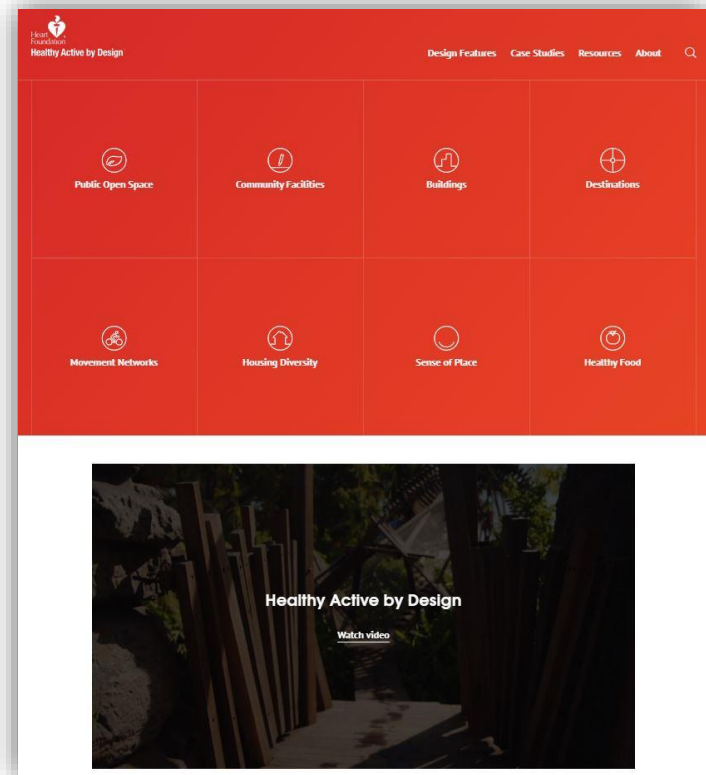 Heart
Foundation
Healthy Active by Design
Design Features Case Studies Resources About
Public Open Space
Community Facilities
Buildings
Destinations
Movement Networks
Housing Diversity
Sense of Place
Healthy Food
Healthy Active by Design
Watch video